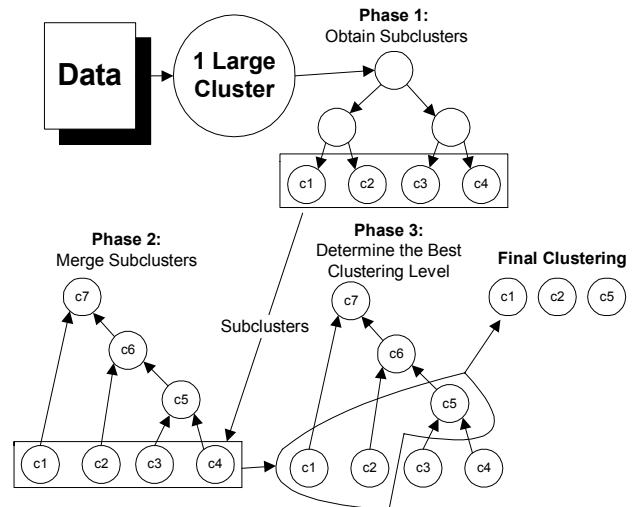 Data
1 Large
Cluster
Phase 1:
Obtain Subclusters
c1 c2 c3 c4
Phase 2:
Merge Subclusters
c7
c6
c5
c1 c2 c3 c4
Subclusters
Phase 3:
Determine the Best
Clustering Level
c7
c6
c5
c1 c2 c3 c4
Final Clustering
c1 c2 c5